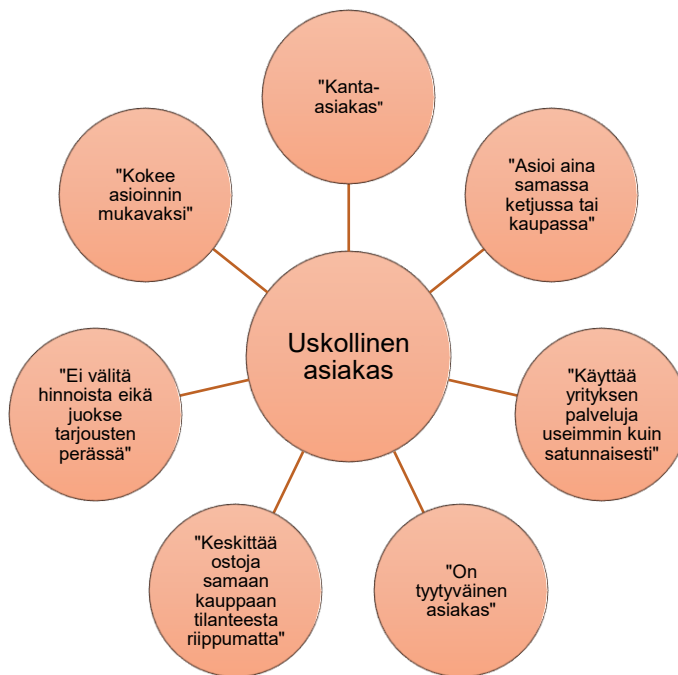 "Kanta-
asiakas"
"Asioi aina
samassa
ketjussa tai
kaupassa"
"Käyttää
yrityksen
palveluja
useimmin kuin
satunnaisesti"
"On
tyytyväinen
asiakas"
"Keskittää
ostoja
samaan
kauppaan
tilanteesta
riippumatta"
"Ei välitä
hinnoista eikä
juokse
tarjousten
perässä"
"Kokee
asioinnin
mukavaksi"
Uskollinen
asiakas